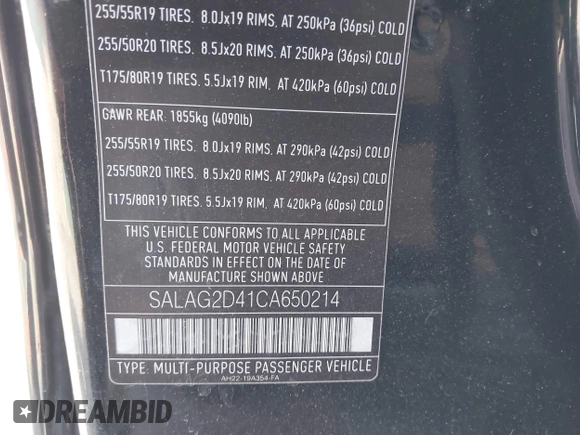 255/55R19 TIRES. 8.0Jx19 RIMS, AT 250kPa (36psi) COLD
255/50R20 TIRES. 8.5Jx20 RIMS, AT 250kPa (36psi) COLD
T175/80R19 TIRES. 5.5Jx19 RIM, AT 420kPa (60psi) COLD
GAWR REAR: 1855kg (4090lb)
255/55R19 TIRES. 8.0Jx19 RIMS, AT 290kPa (42psi) COLD
255/50R20 TIRES. 8.5Jx20 RIMS, AT 290kPa (42psi) COLD
T175/80R19 TIRES. 5.5Jx19 RIM, AT 420kPa (60psi) COLD
THIS VEHICLE CONFORMS TO ALL APPLICABLE
U.S. FEDERAL MOTOR VEHICLE SAFETY
STANDARDS IN EFFECT ON THE DATE OF
MANUFACTURE SHOWN ABOVE
SALAG2D41CA650214
TYPE: MULTI-PURPOSE PASSENGER VEHICLE
AH22-19A354-FA
DREAMBID